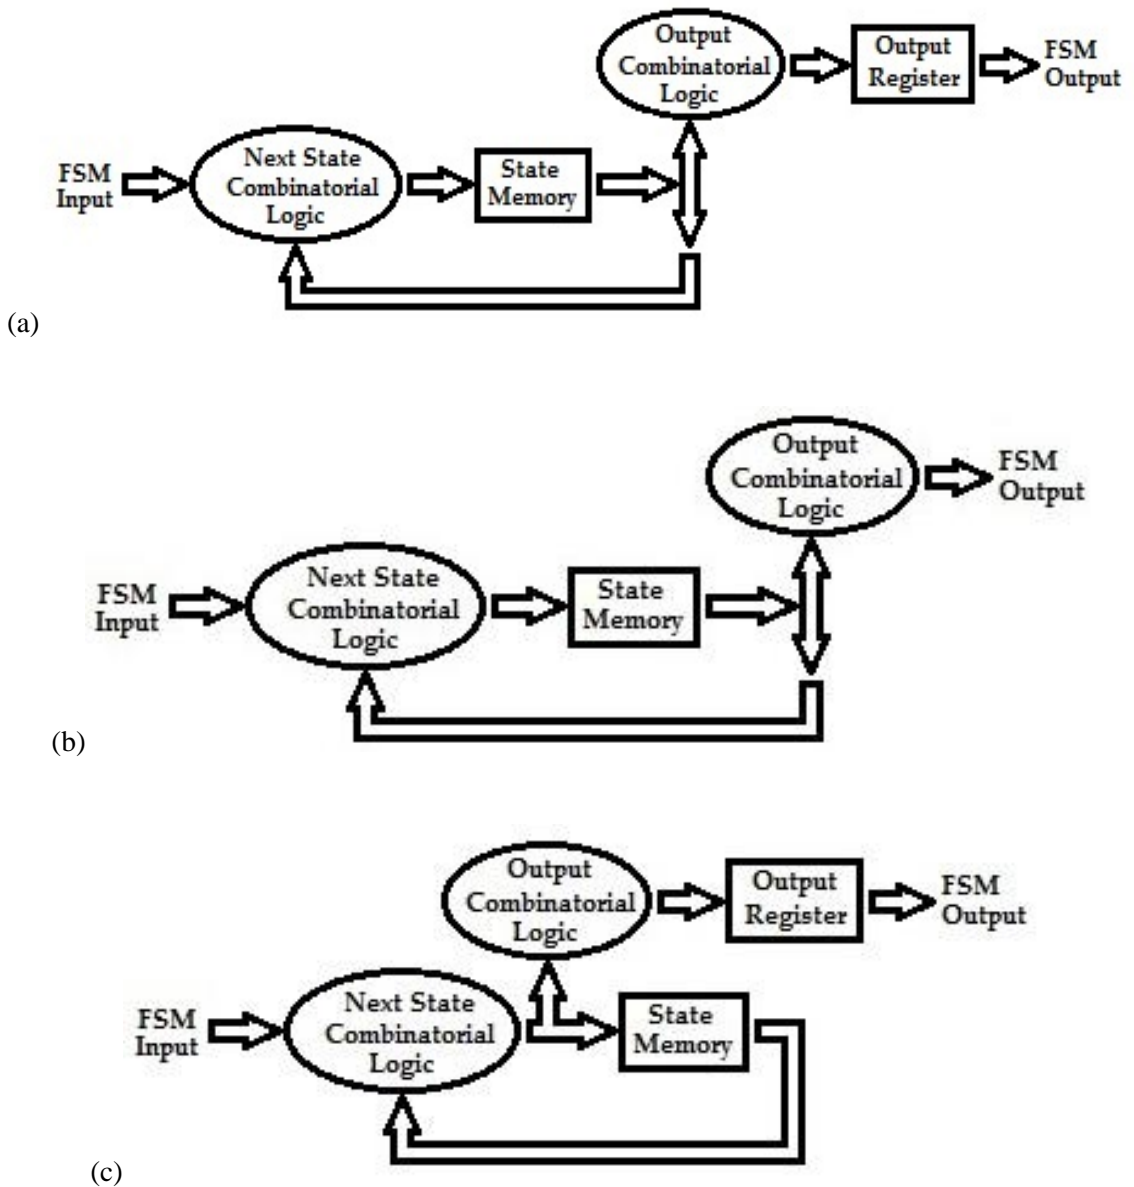 Output
Combinatorial
Logic
Output
Register
FSM
Output
FSM
Input
Next State
Combinatorial
Logic
State
Memory
(a)
Output
Combinatorial
Logic
FSM
Output
FSM
Input
Next State
Combinatorial
Logic
State
Memory
(b)
Output
Combinatorial
Logic
Output
Register
FSM
Output
FSM
Input
Next State
Combinatorial
Logic
State
Memory
(c)